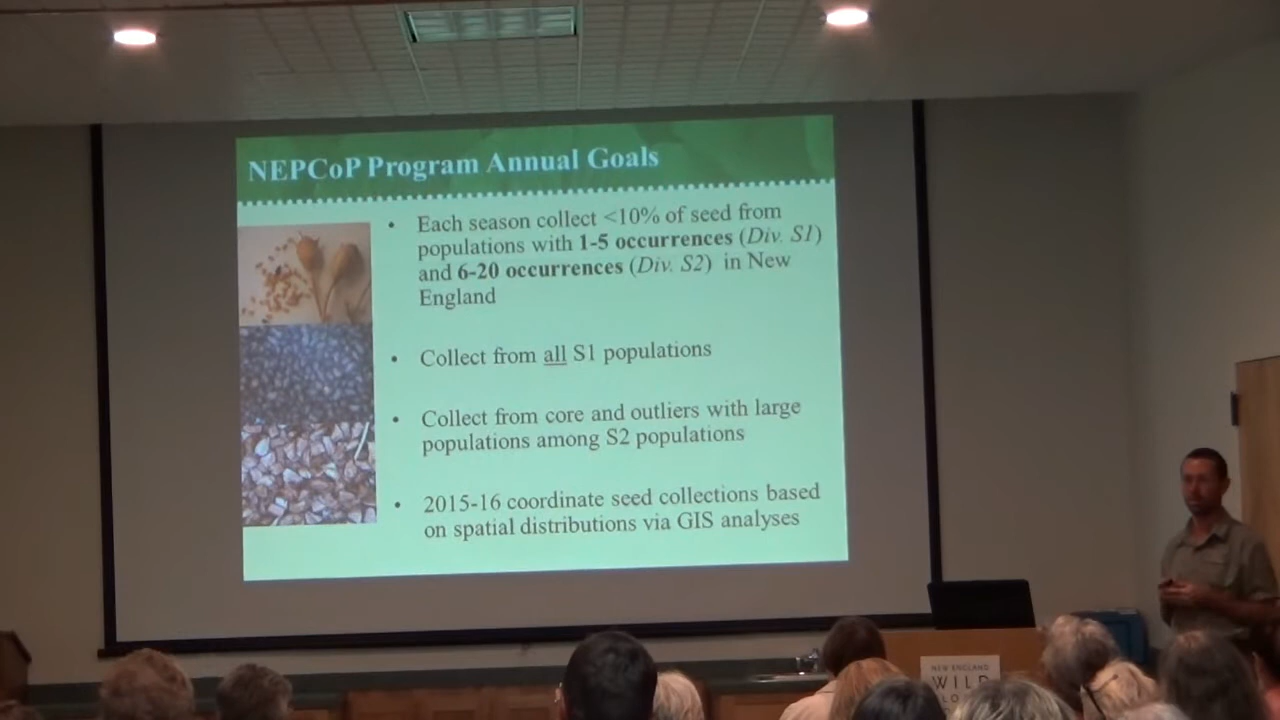 NEPCoP Program Annual Goals
• Each season collect <10% of seed from
populations with 1-5 occurrences (Div. S1)
and 6-20 occurrences (Div. S2) in New
England
• Collect from all S1 populations
• Collect from core and outliers with large
populations among S2 populations
• 2015-16 coordinate seed collections based
on spatial distributions via GIS analyses
NEW ENGLAND
WILD